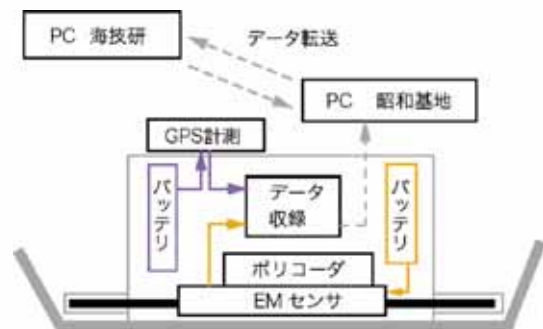 PC 海技研
データ転送
PC 昭和基地
GPS計測
バッテリ
データ
収録
バッテリ
ポリコーダ
EMセンサ